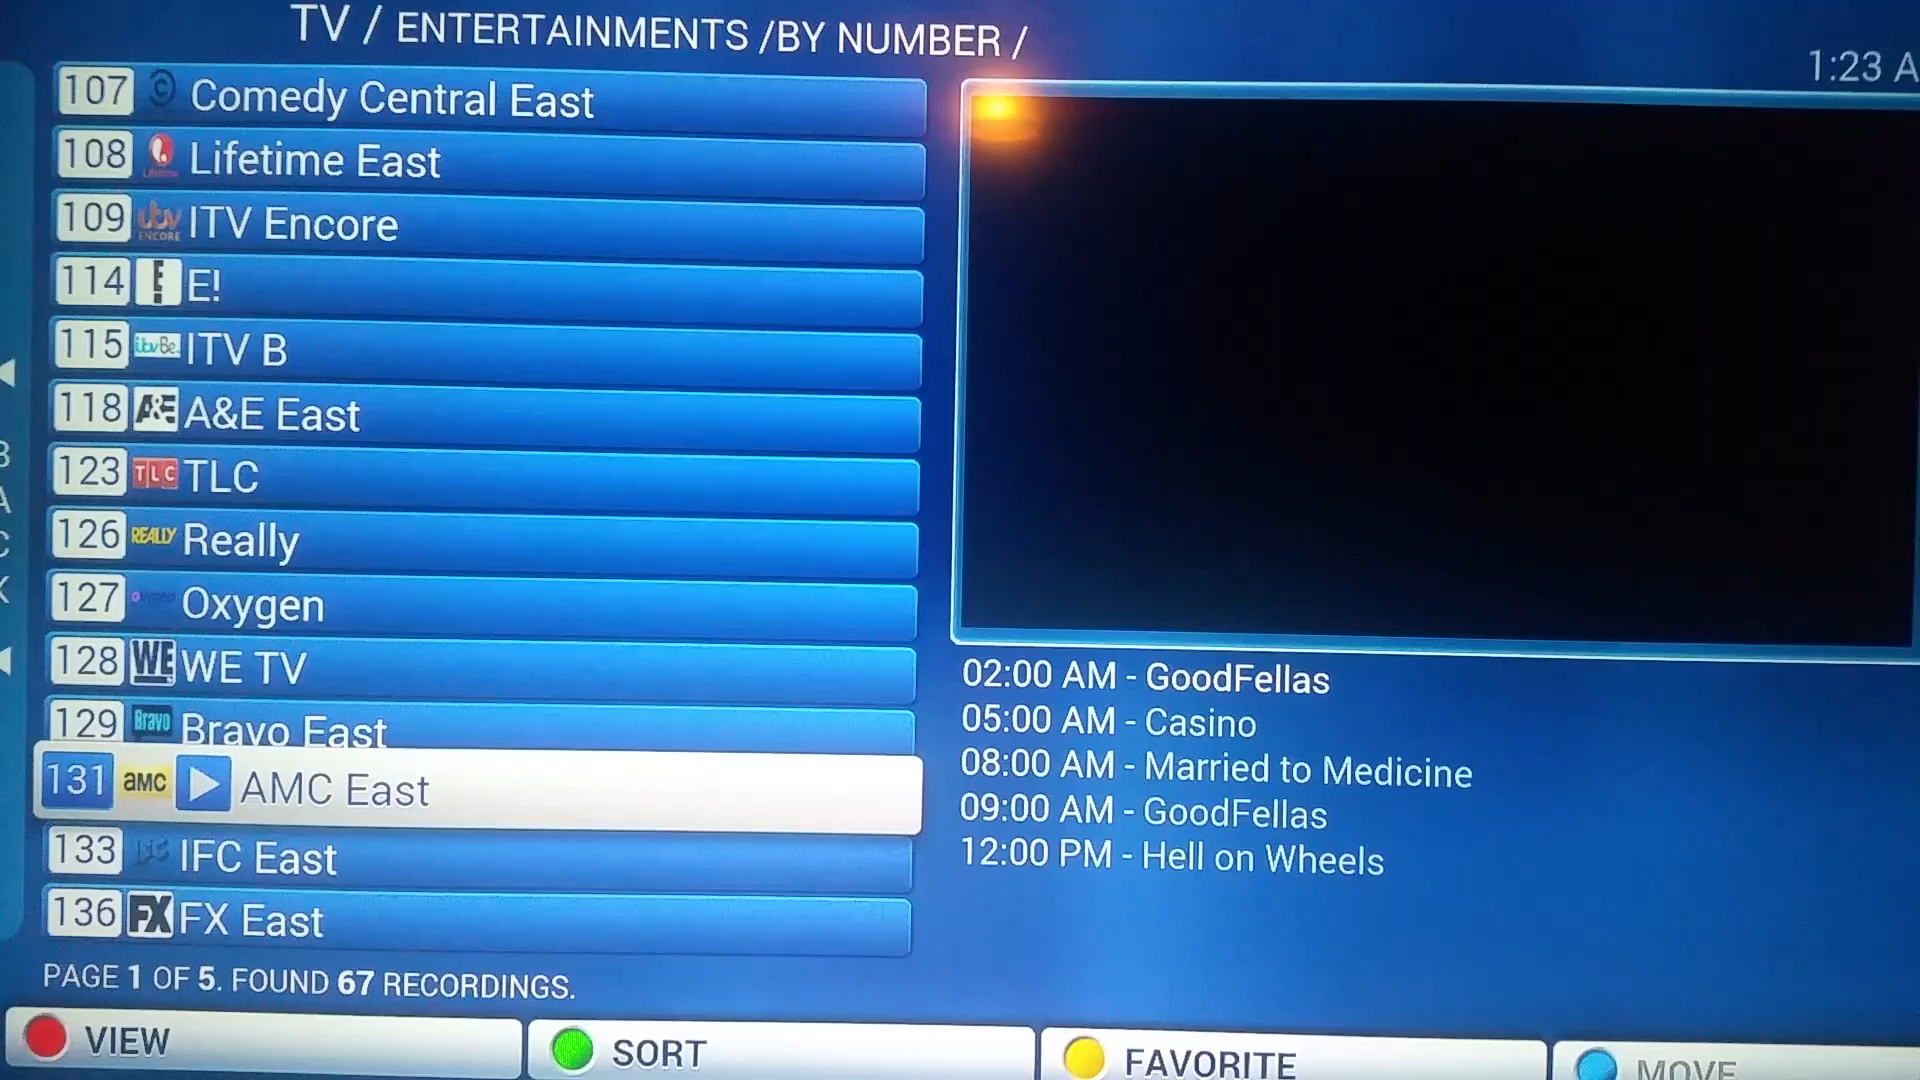 TV / ENTERTAINMENTS /BY NUMBER /
1:23 A
107 Comedy Central East
108 Lifetime East
109 itv ENCORE ITV Encore
114 E! E!
115 itvBe. ITV B
118 A&E A&E East
123 TLC TLC
126 REALLY Really
127 Oxygen
128 WE WE TV
129 Bravo Bravo East
131 aMC AMC East
133 IFC East
136 FX FX East
BACK
02:00 AM - GoodFellas
05:00 AM - Casino
08:00 AM - Married to Medicine
09:00 AM - GoodFellas
12:00 PM - Hell on Wheels
PAGE 1 OF 5. FOUND 67 RECORDINGS.
VIEW
SORT
FAVORITE
MOVE